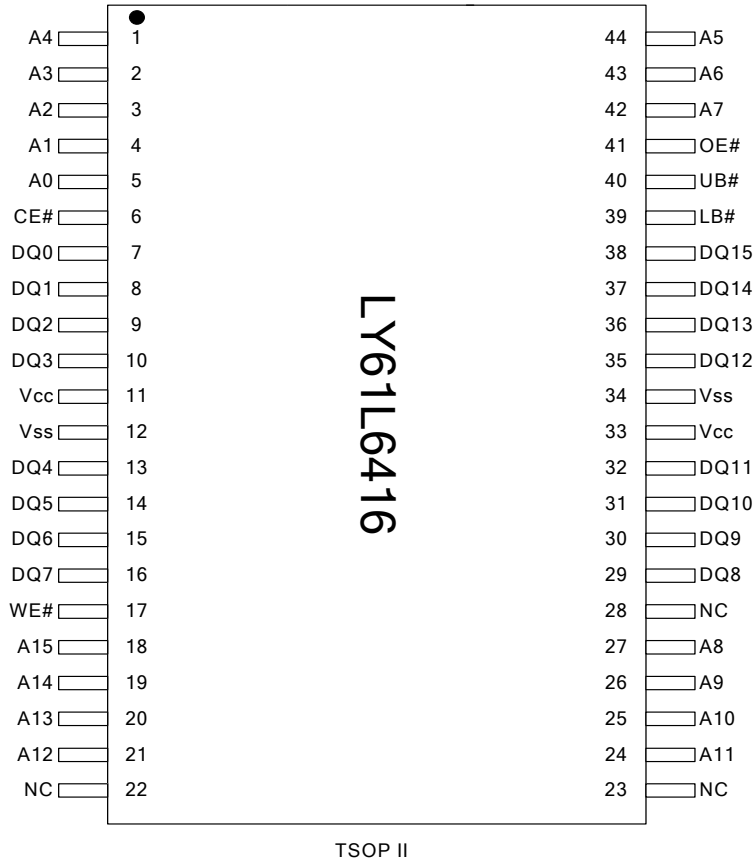 A4 1 44 A5
A3 2 43 A6
A2 3 42 A7
A1 4 41 OE#
A0 5 40 UB#
CE# 6 39 LB#
DQ0 7 38 DQ15
DQ1 8 37 DQ14
DQ2 9 36 DQ13
DQ3 10 35 DQ12
Vcc 11 34 Vss
Vss 12 33 Vcc
DQ4 13 32 DQ11
DQ5 14 31 DQ10
DQ6 15 30 DQ9
DQ7 16 29 DQ8
WE# 17 28 NC
A15 18 27 A8
A14 19 26 A9
A13 20 25 A10
A12 21 24 A11
NC 22 23 NC
LY61L6416
TSOP II